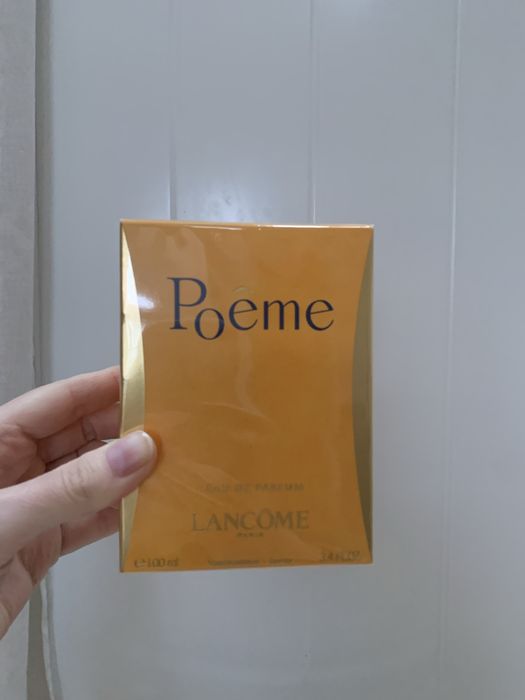 Poême
EAU DE PARFUM
LANCÔME
PARIS
e 100 ml
3.4 FL.OZ.